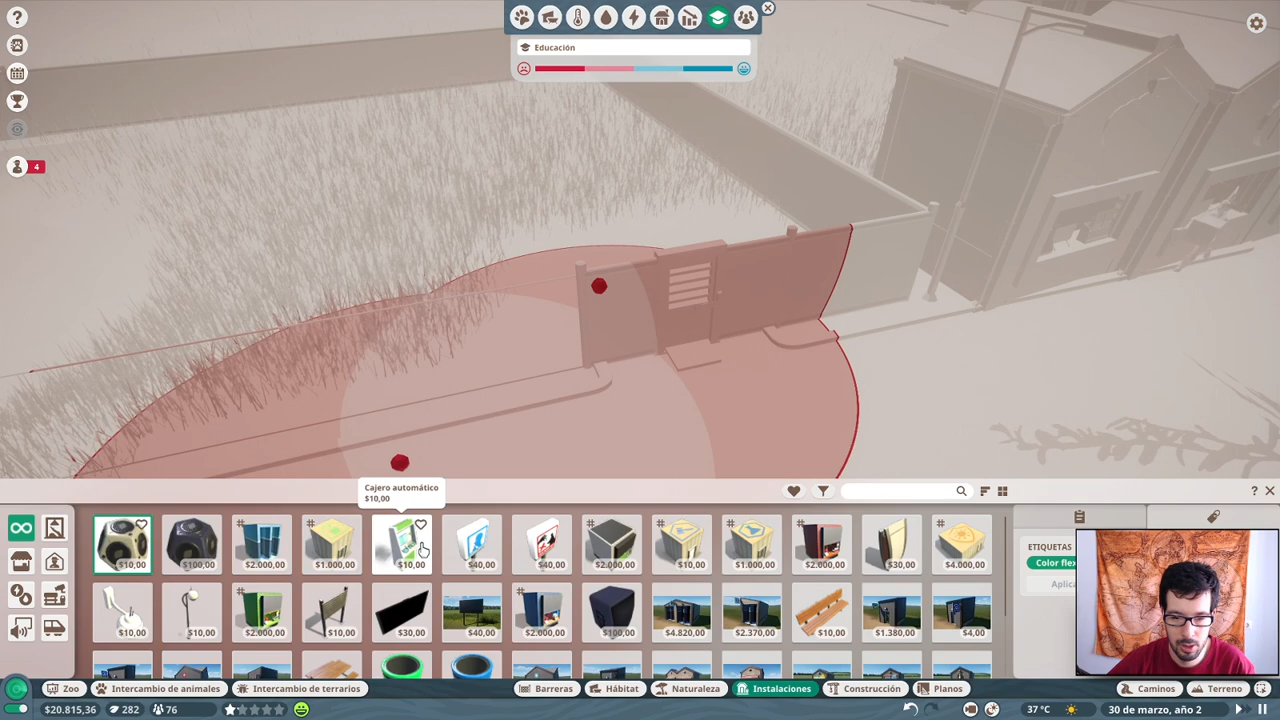 ?
Educación
4
Cajero automático
$10,00
? ×
$10,00 $100,00 $2.000,00 $1.000,00 $10,00 $40,00 $40,00 $2.000,00 $10,00 $1.000,00 $2.000,00 $30,00 $4.000,00
ETIQUETAS
Color flex
Aplica
$10,00 $10,00 $2.000,00 $10,00 $30,00 $40,00 $2.000,00 $100,00 $4.820,00 $2.370,00 $10,00 $1.380,00 $4,00
Zoo Intercambio de animales Intercambio de terrarios Barreras Hábitat Naturaleza Instalaciones Construcción Planos Caminos Terreno
$20.815,36 282 76 37 °C 30 de marzo, año 2